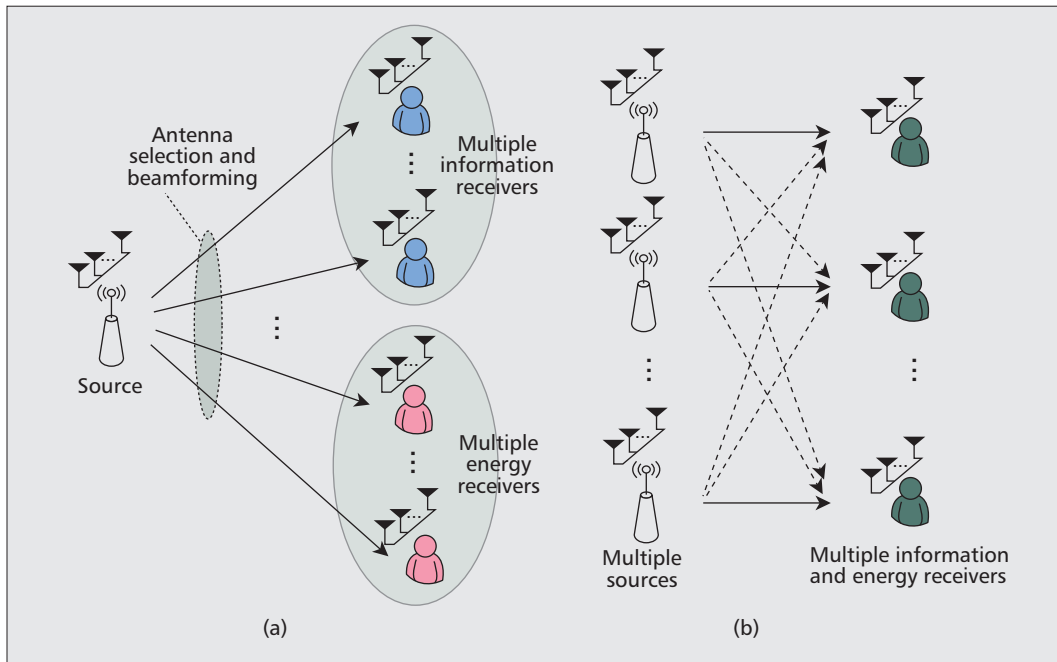 Antenna
selection and
beamforming
Source
Multiple
information
receivers
Multiple
energy
receivers
(a)
Multiple
sources
Multiple information
and energy receivers
(b)